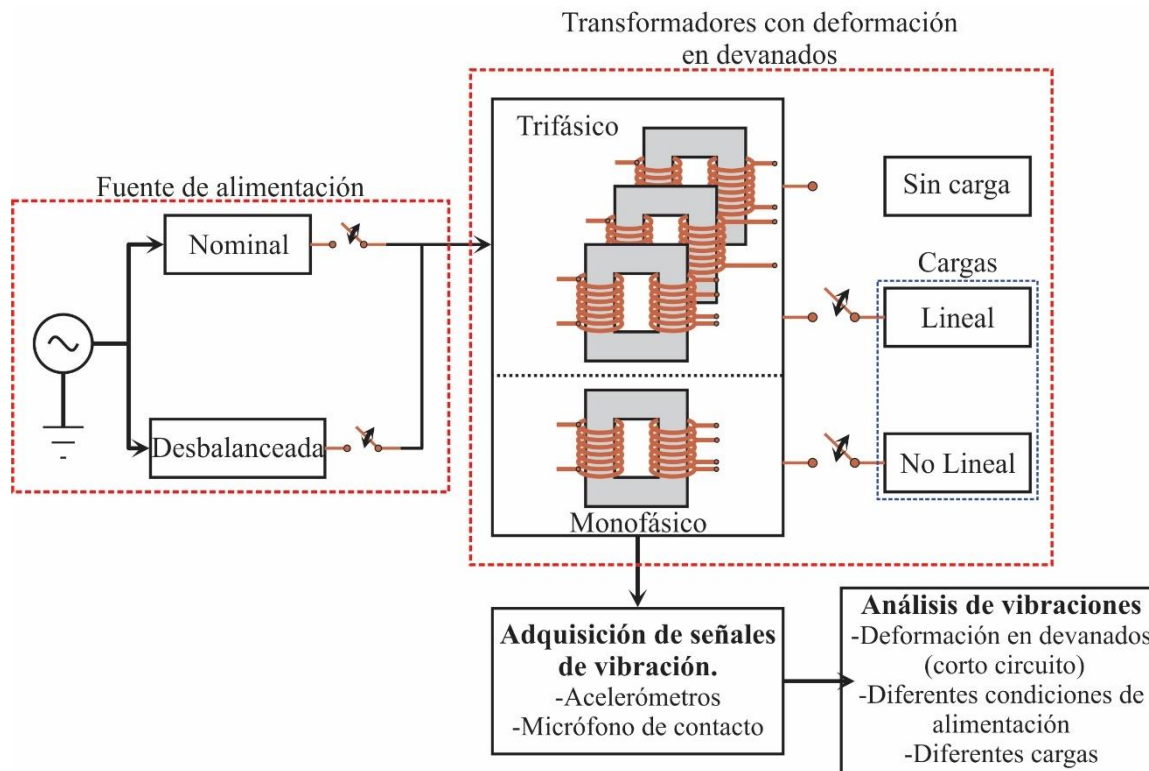 Transformadores con deformación
en devanados
Fuente de alimentación
Nominal
Desbalanceada
Trifásico
Monofásico
Sin carga
Cargas
Lineal
No Lineal
Adquisición de señales
de vibración.
-Acelerómetros
-Micrófono de contacto
Análisis de vibraciones
-Deformación en devanados
(corto circuito)
-Diferentes condiciones de
alimentación
-Diferentes cargas